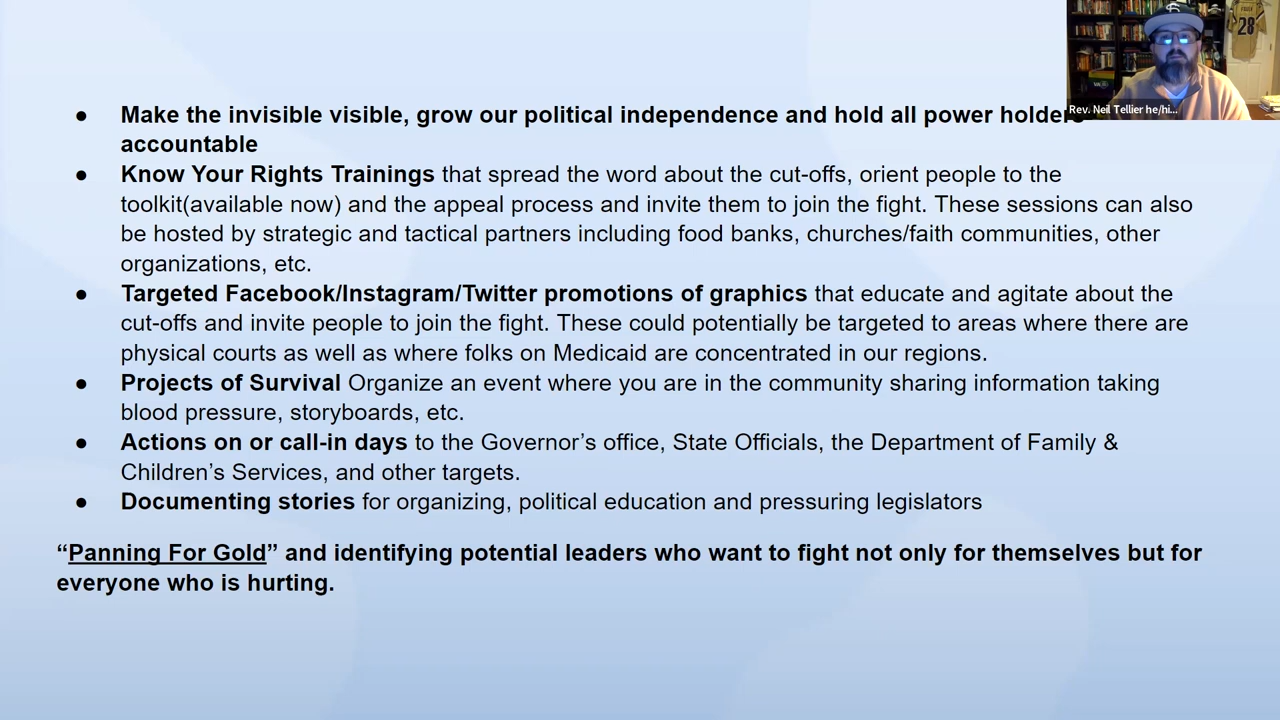 ● Make the invisible visible, grow our political independence and hold all power holders
accountable
● Know Your Rights Trainings that spread the word about the cut-offs, orient people to the
toolkit(available now) and the appeal process and invite them to join the fight. These sessions can also
be hosted by strategic and tactical partners including food banks, churches/faith communities, other
organizations, etc.
● Targeted Facebook/Instagram/Twitter promotions of graphics that educate and agitate about the
cut-offs and invite people to join the fight. These could potentially be targeted to areas where there are
physical courts as well as where folks on Medicaid are concentrated in our regions.
● Projects of Survival Organize an event where you are in the community sharing information taking
blood pressure, storyboards, etc.
● Actions on or call-in days to the Governor’s office, State Officials, the Department of Family &
Children’s Services, and other targets.
● Documenting stories for organizing, political education and pressuring legislators
“Panning For Gold” and identifying potential leaders who want to fight not only for themselves but for
everyone who is hurting.
Rev. Neil Tellier he/hi...
28